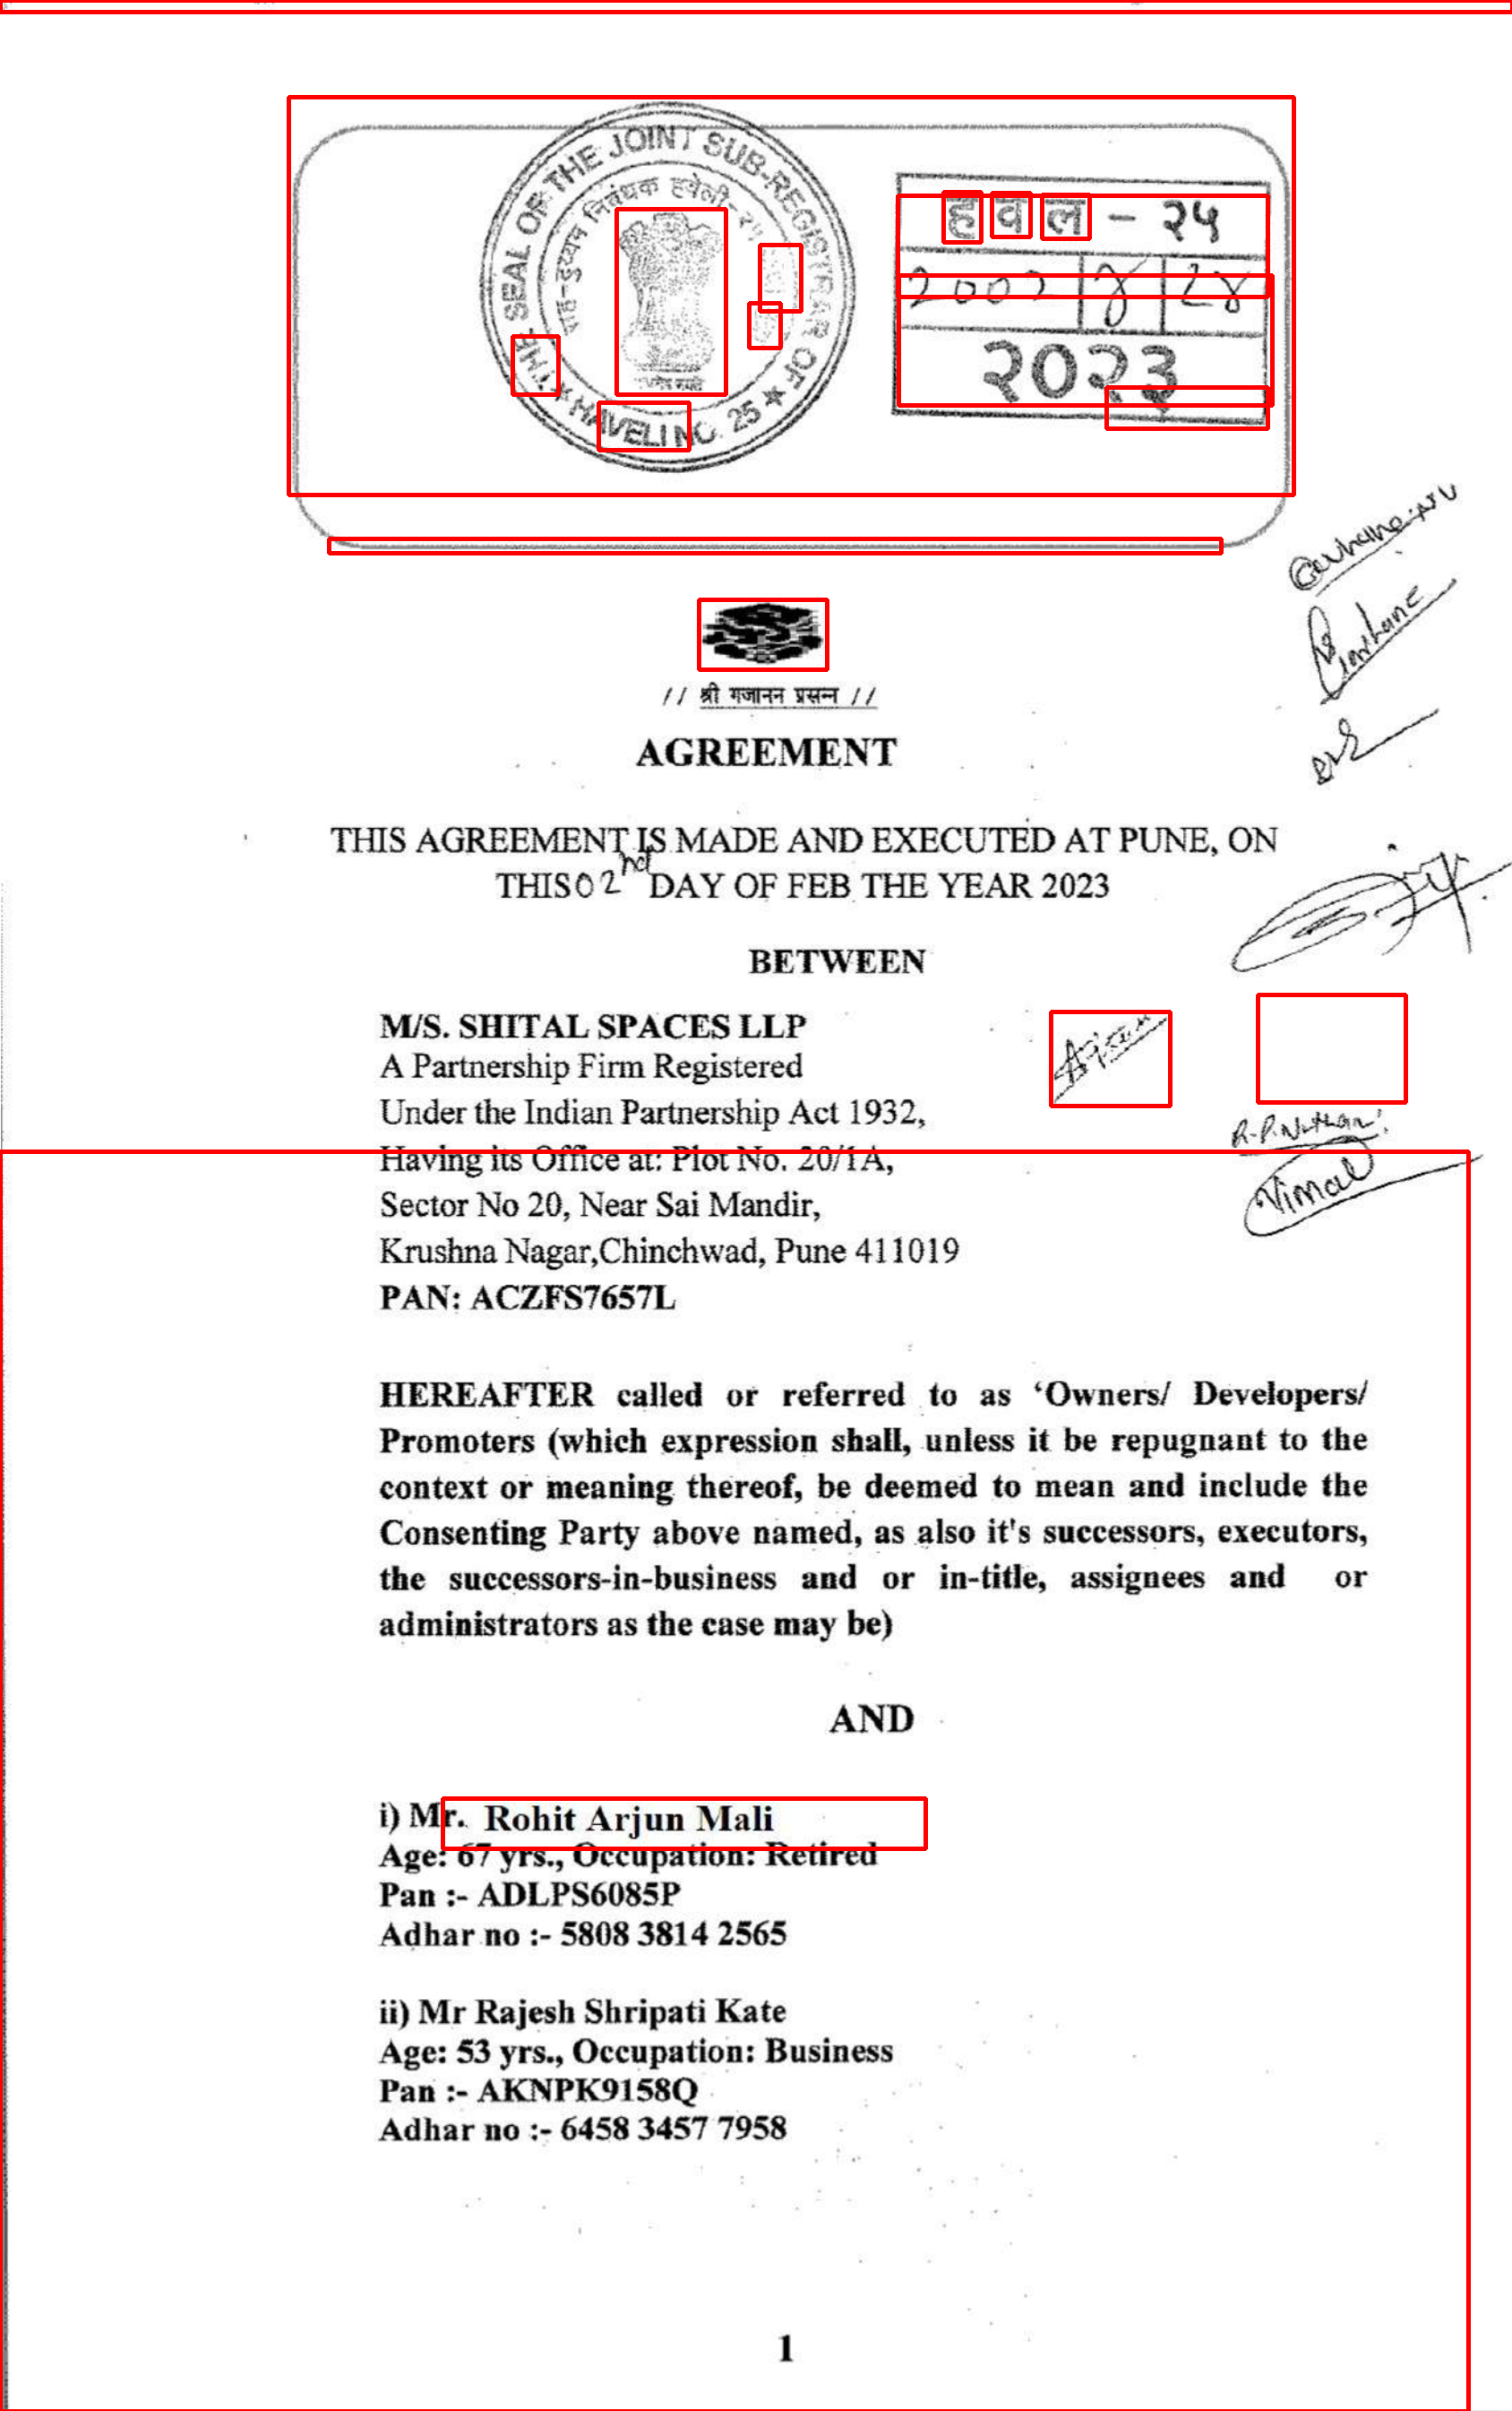 THE SEAL OF THE JOINT SUB-REGISTRAR OF
सह-दुय्यम निबंधक हवेली-२५
★ HAVELI NO. 25 ★
हवल - २५
2002 | 8 | 28
२०२३
// श्री गजानन प्रसन्न //
AGREEMENT
THIS AGREEMENT IS MADE AND EXECUTED AT PUNE, ON
THIS 02nd DAY OF FEB THE YEAR 2023
BETWEEN
M/S. SHITAL SPACES LLP
A Partnership Firm Registered
Under the Indian Partnership Act 1932,
R.P.Nathan
Having its Office at: Plot No. 20/1A,
Vimal
Sector No 20, Near Sai Mandir,
Krushna Nagar,Chinchwad, Pune 411019
PAN: ACZFS7657L
HEREAFTER called or referred to as ‘Owners/ Developers/
Promoters (which expression shall, unless it be repugnant to the
context or meaning thereof, be deemed to mean and include the
Consenting Party above named, as also it's successors, executors,
the successors-in-business and or in-title, assignees and or
administrators as the case may be)
AND
i) Mr. Rohit Arjun Mali
Age: 67 yrs., Occupation: Retired
Pan :- ADLPS6085P
Adhar no :- 5808 3814 2565
ii) Mr Rajesh Shripati Kate
Age: 53 yrs., Occupation: Business
Pan :- AKNPK9158Q
Adhar no :- 6458 3457 7958
1